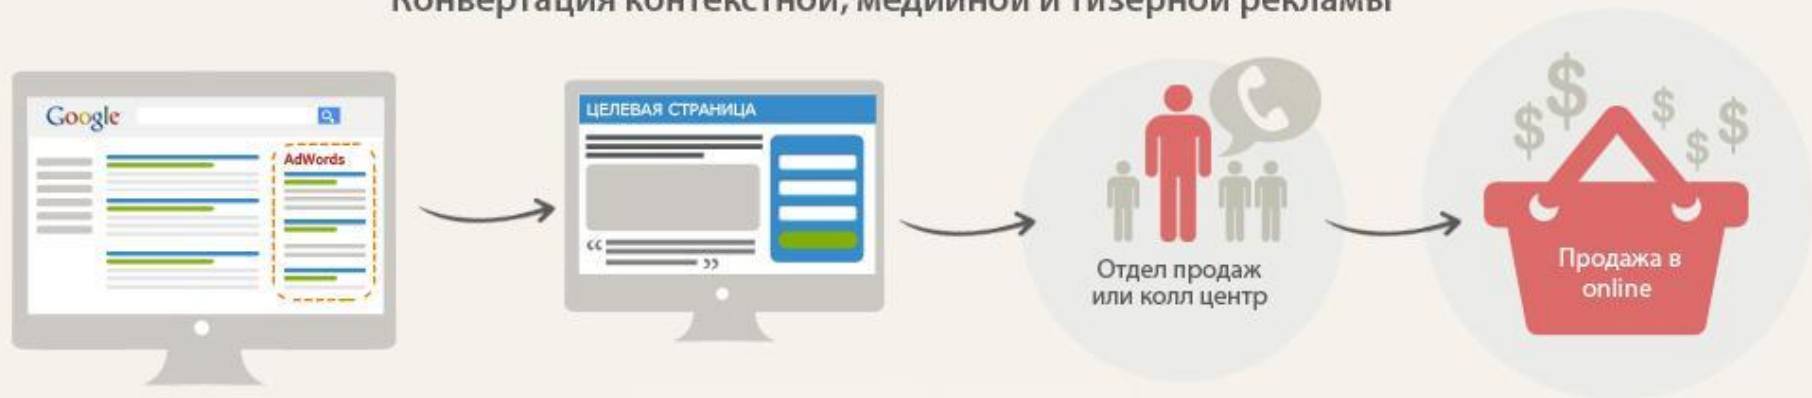 Конвертация контекстной, медийной и тизерной рекламы
Google
AdWords
ЦЕЛЕВАЯ СТРАНИЦА
Отдел продаж
или колл центр
Продажа в
online